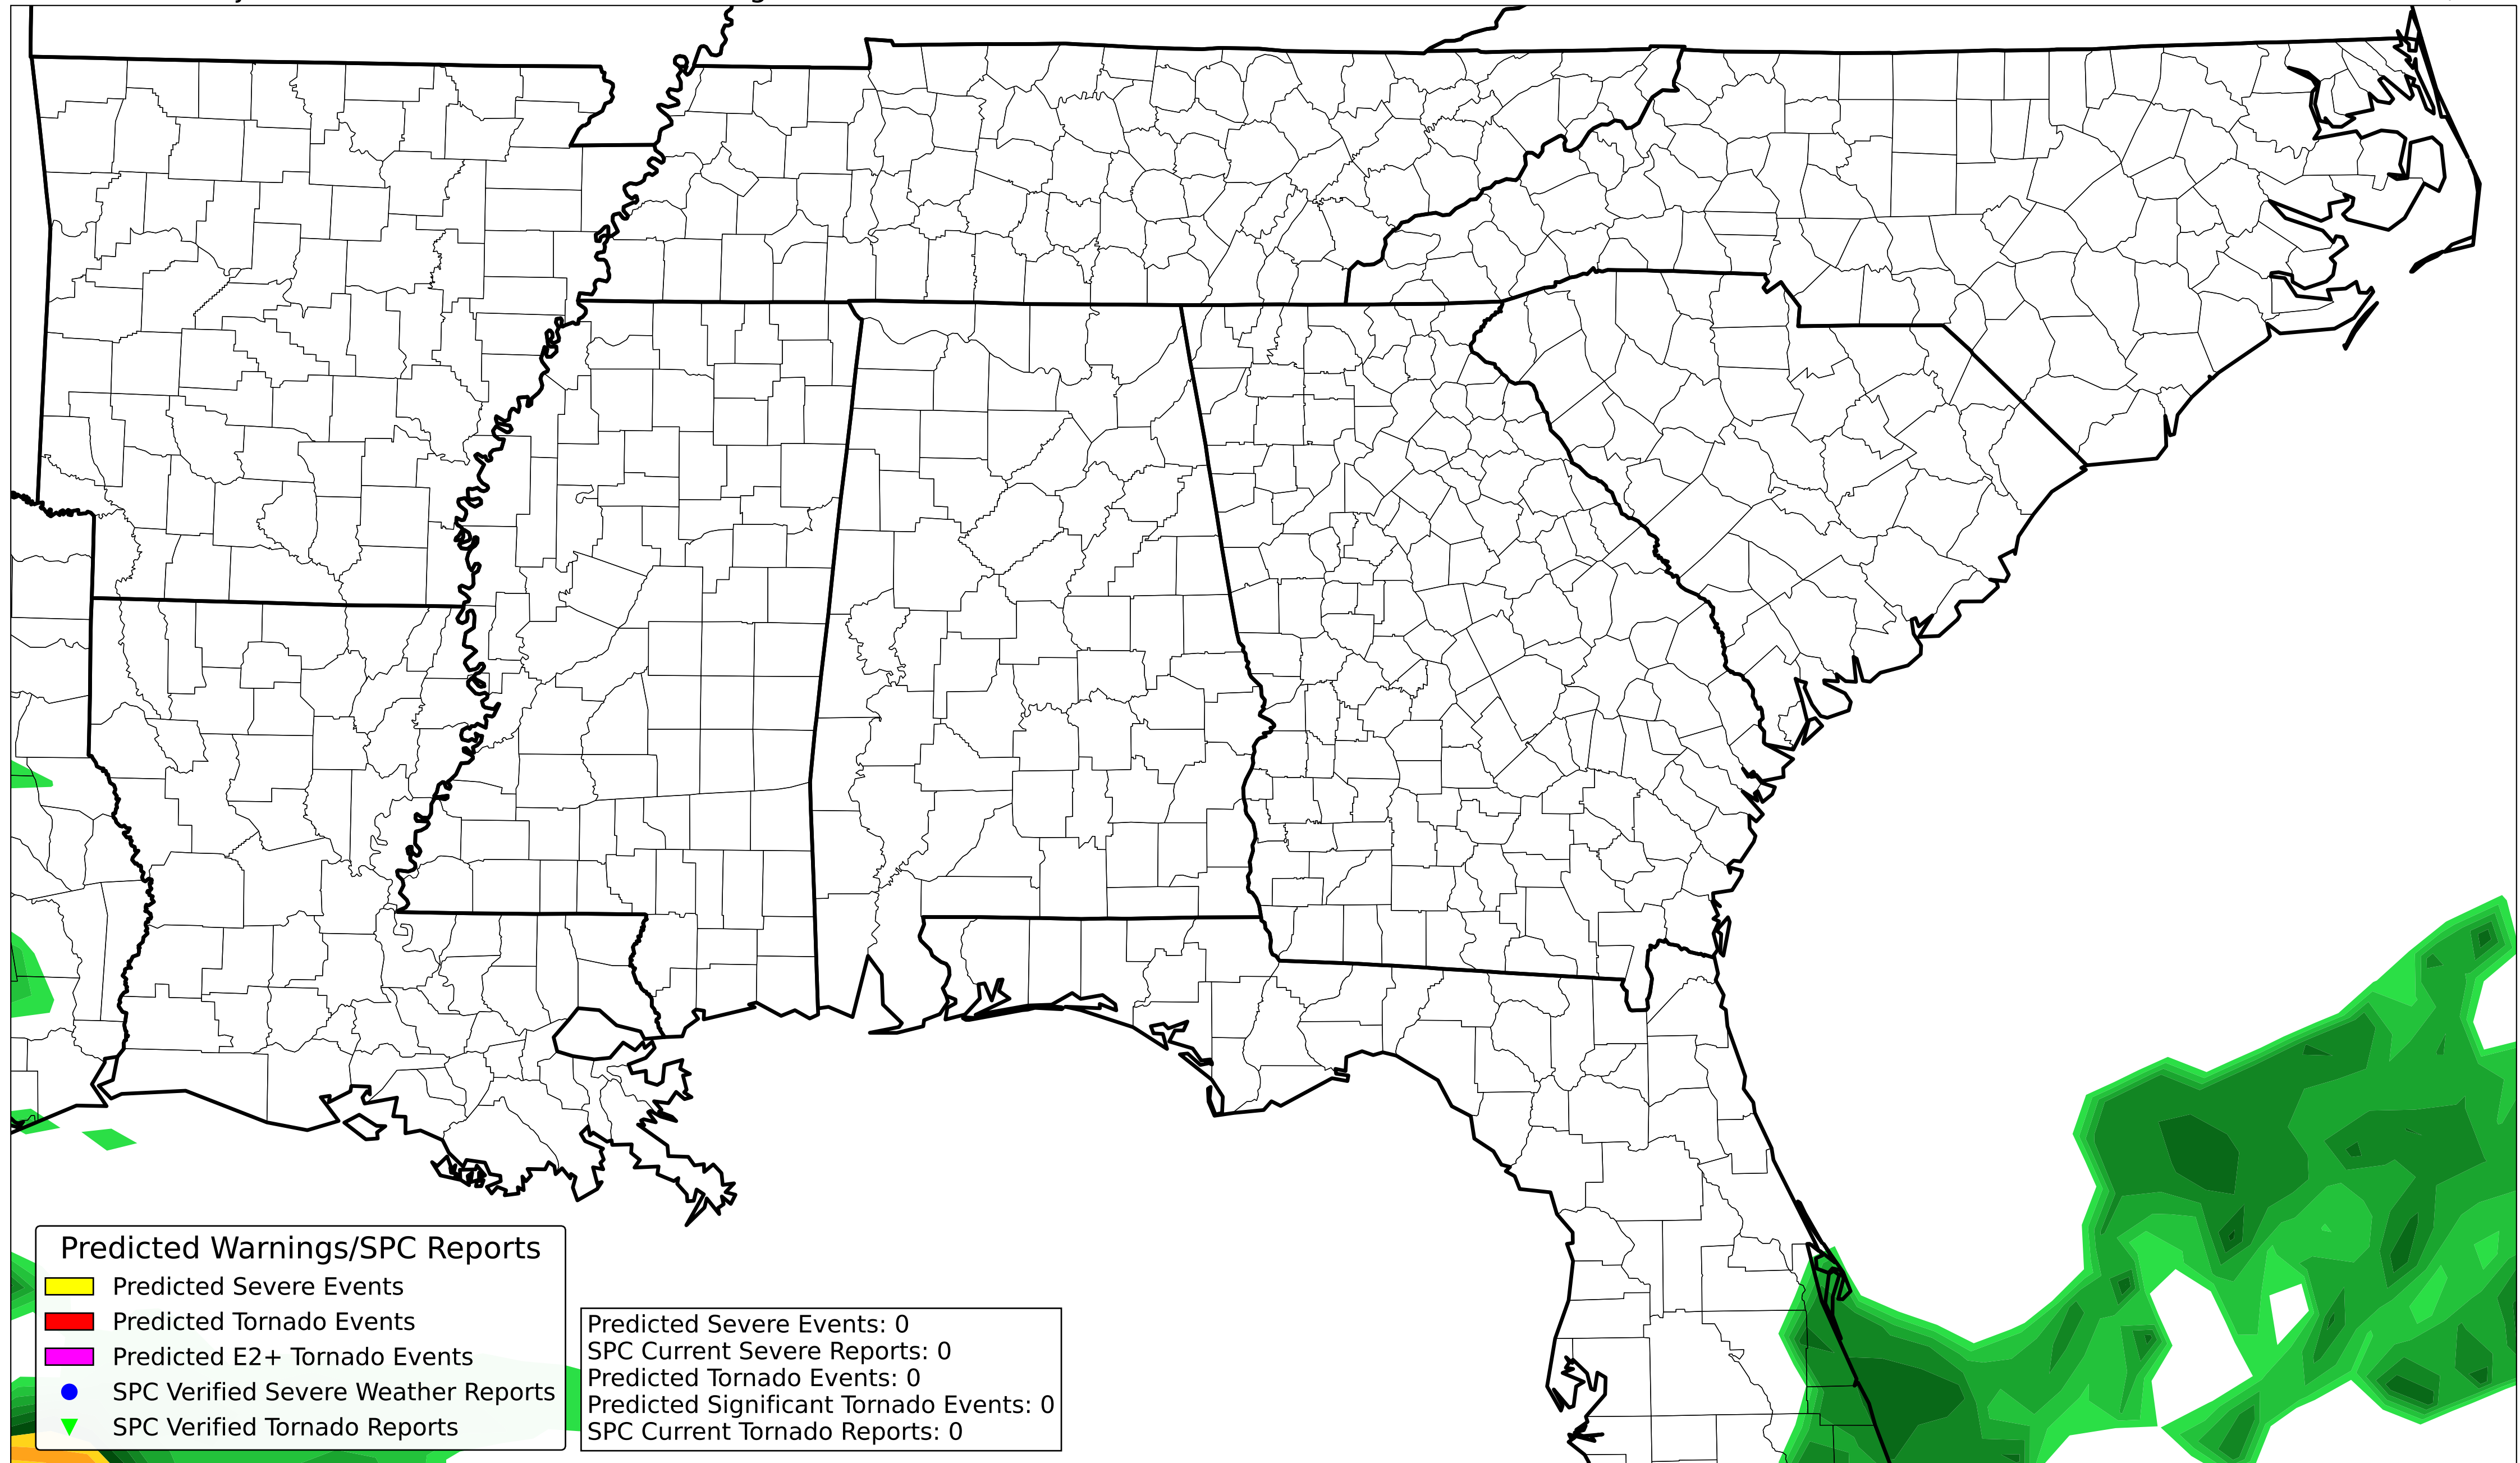 Predicted Warnings/SPC Reports
Predicted Severe Events
Predicted Tornado Events
Predicted E2+ Tornado Events
SPC Verified Severe Weather Reports
SPC Verified Tornado Reports
Predicted Severe Events: 0
SPC Current Severe Reports: 0
Predicted Tornado Events: 0
Predicted Significant Tornado Events: 0
SPC Current Tornado Reports: 0